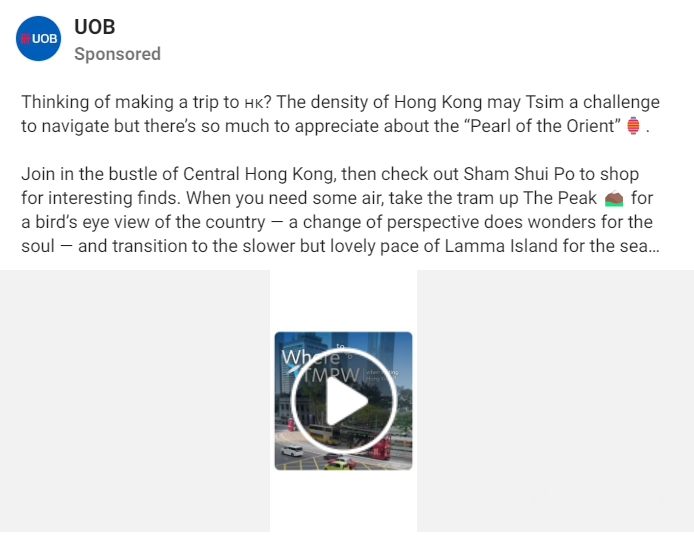 UOB
UOB
Sponsored
Thinking of making a trip to ʜᴋ? The density of Hong Kong may Tsim a challenge
to navigate but there’s so much to appreciate about the “Pearl of the Orient” 🏮 .
Join in the bustle of Central Hong Kong, then check out Sham Shui Po to shop
for interesting finds. When you need some air, take the tram up The Peak ⛰️ for
a bird’s eye view of the country — a change of perspective does wonders for the
soul — and transition to the slower but lovely pace of Lamma Island for the sea...
Where to
TMRW